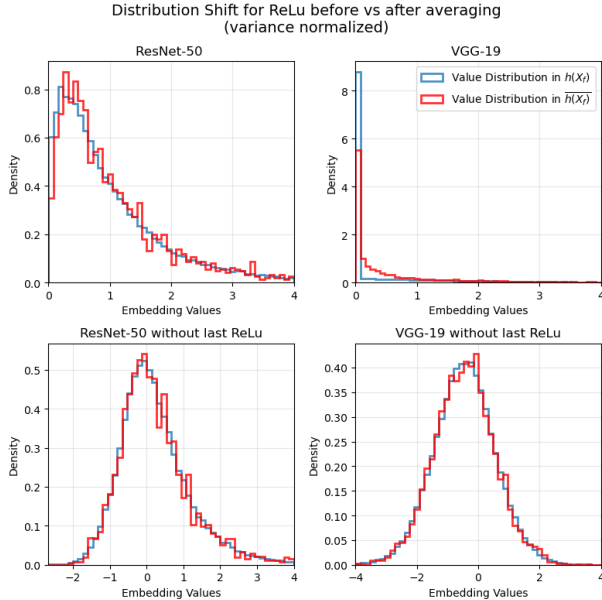 Distribution Shift for ReLu before vs after averaging
(variance normalized)
ResNet-50
VGG-19
Value Distribution in h(X_f)
Value Distribution in \overline{h(X_f)}
Density
0.8
0.6
0.4
0.2
0.0
0 1 2 3 4
Embedding Values
Density
8
6
4
2
0
0 1 2 3 4
Embedding Values
ResNet-50 without last ReLu
VGG-19 without last ReLu
Density
0.5
0.4
0.3
0.2
0.1
0.0
−2 −1 0 1 2 3 4
Embedding Values
Density
0.40
0.35
0.30
0.25
0.20
0.15
0.10
0.05
0.00
−4 −2 0 2 4
Embedding Values